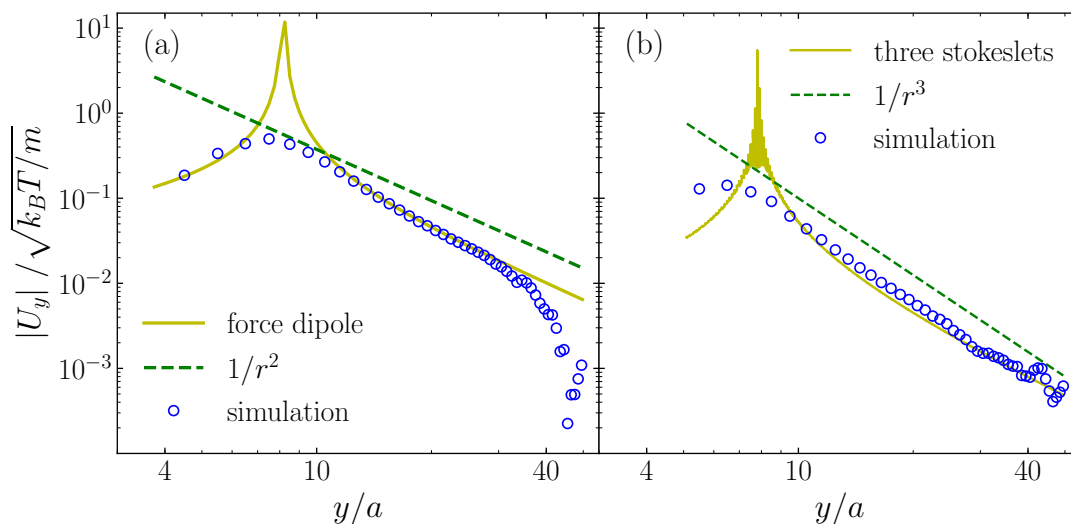 |U_y| / √(k_BT/m)
10^1
10^0
10^−1
10^−2
10^−3
(a)
force dipole
1/r^2
simulation
4
10
40
y/a
(b)
three stokeslets
1/r^3
simulation
4
10
40
y/a